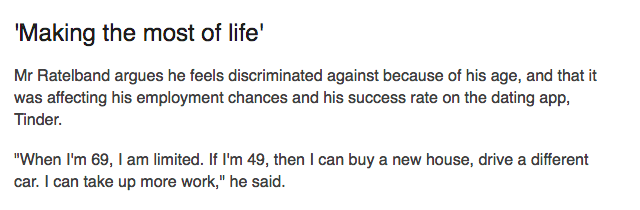 'Making the most of life'
Mr Ratelband argues he feels discriminated against because of his age, and that it
was affecting his employment chances and his success rate on the dating app,
Tinder.
"When I'm 69, I am limited. If I'm 49, then I can buy a new house, drive a different
car. I can take up more work," he said.